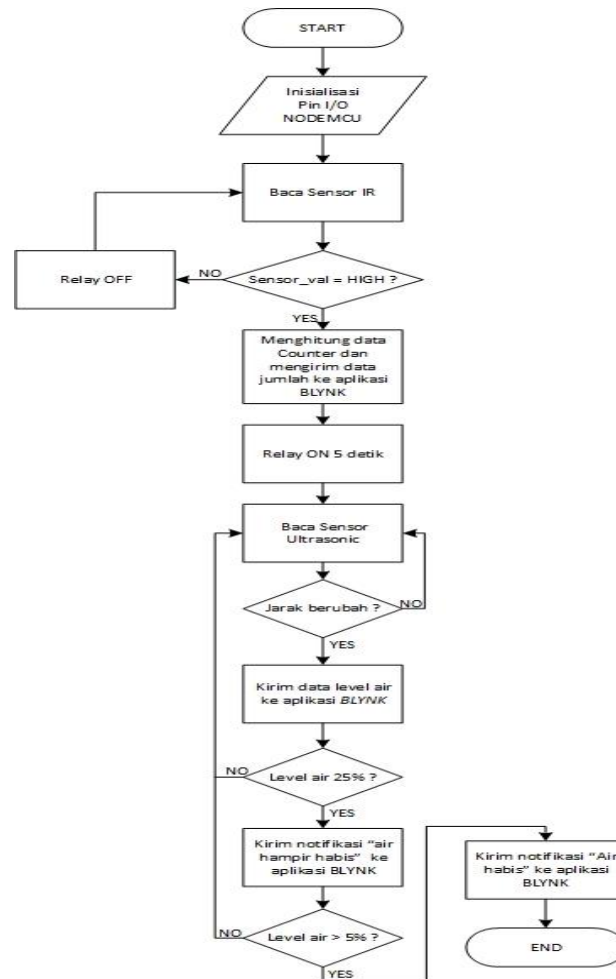 START
Inisialisasi
Pin I/O
NODEMCU
Baca Sensor IR
Relay OFF
NO
Sensor_val = HIGH ?
YES
Menghitung data
Counter dan
mengirim data
jumlah ke aplikasi
BLYNK
Relay ON 5 detik
Baca Sensor
Ultrasonic
Jarak berubah ?
NO
YES
Kirim data level air
ke aplikasi BLYNK
NO
Level air 25% ?
YES
Kirim notifikasi “air
hampir habis” ke
aplikasi BLYNK
NO
Level air > 5% ?
YES
Kirim notifikasi “Air
habis” ke aplikasi
BLYNK
END